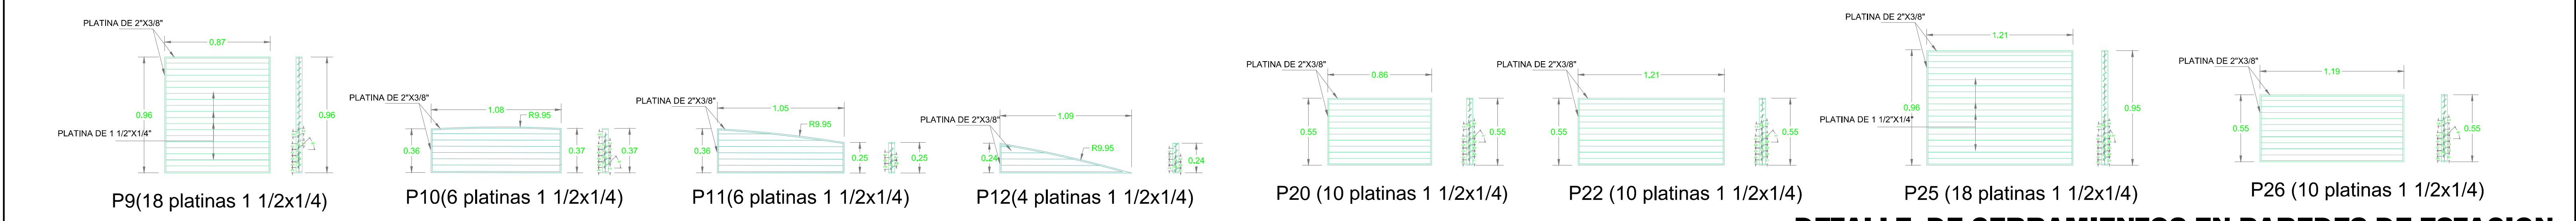 PLATINA DE 2"X3/8"
0.87
0.96
0.96
PLATINA DE 1 1/2"X1/4"
P9(18 platinas 1 1/2x1/4)
PLATINA DE 2"X3/8"
1.08
R9.95
0.36
0.37
0.37
P10(6 platinas 1 1/2x1/4)
PLATINA DE 2"X3/8"
1.05
R9.95
0.36
0.25
0.25
P11(6 platinas 1 1/2x1/4)
PLATINA DE 2"X3/8"
1.09
R9.95
0.24
0.24
P12(4 platinas 1 1/2x1/4)
PLATINA DE 2"X3/8"
0.86
0.55
0.55
P20 (10 platinas 1 1/2x1/4)
PLATINA DE 2"X3/8"
1.21
0.55
0.55
P22 (10 platinas 1 1/2x1/4)
PLATINA DE 2"X3/8"
1.21
0.96
0.95
PLATINA DE 1 1/2"X1/4"
P25 (18 platinas 1 1/2x1/4)
PLATINA DE 2"X3/8"
1.19
0.55
0.55
P26 (10 platinas 1 1/2x1/4)